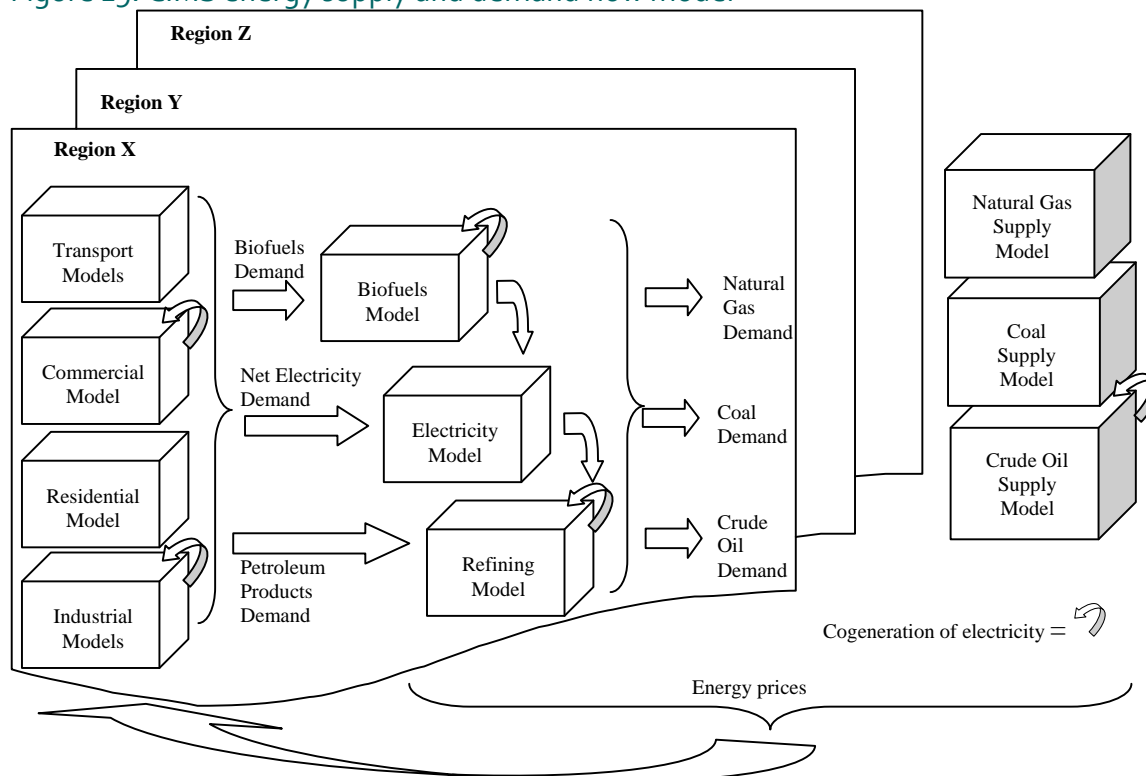 Figure CIMS energy supply and demand flow model
Region Z
Region Y
Region X
Transport
Models
Commercial
Model
Residential
Model
Industrial
Models
Biofuels
Demand
Net Electricity
Demand
Petroleum
Products
Demand
Biofuels
Model
Electricity
Model
Refining
Model
Natural
Gas
Demand
Coal
Demand
Crude
Oil
Demand
Natural Gas
Supply
Model
Coal
Supply
Model
Crude Oil
Supply
Model
Cogeneration of electricity =
Energy prices